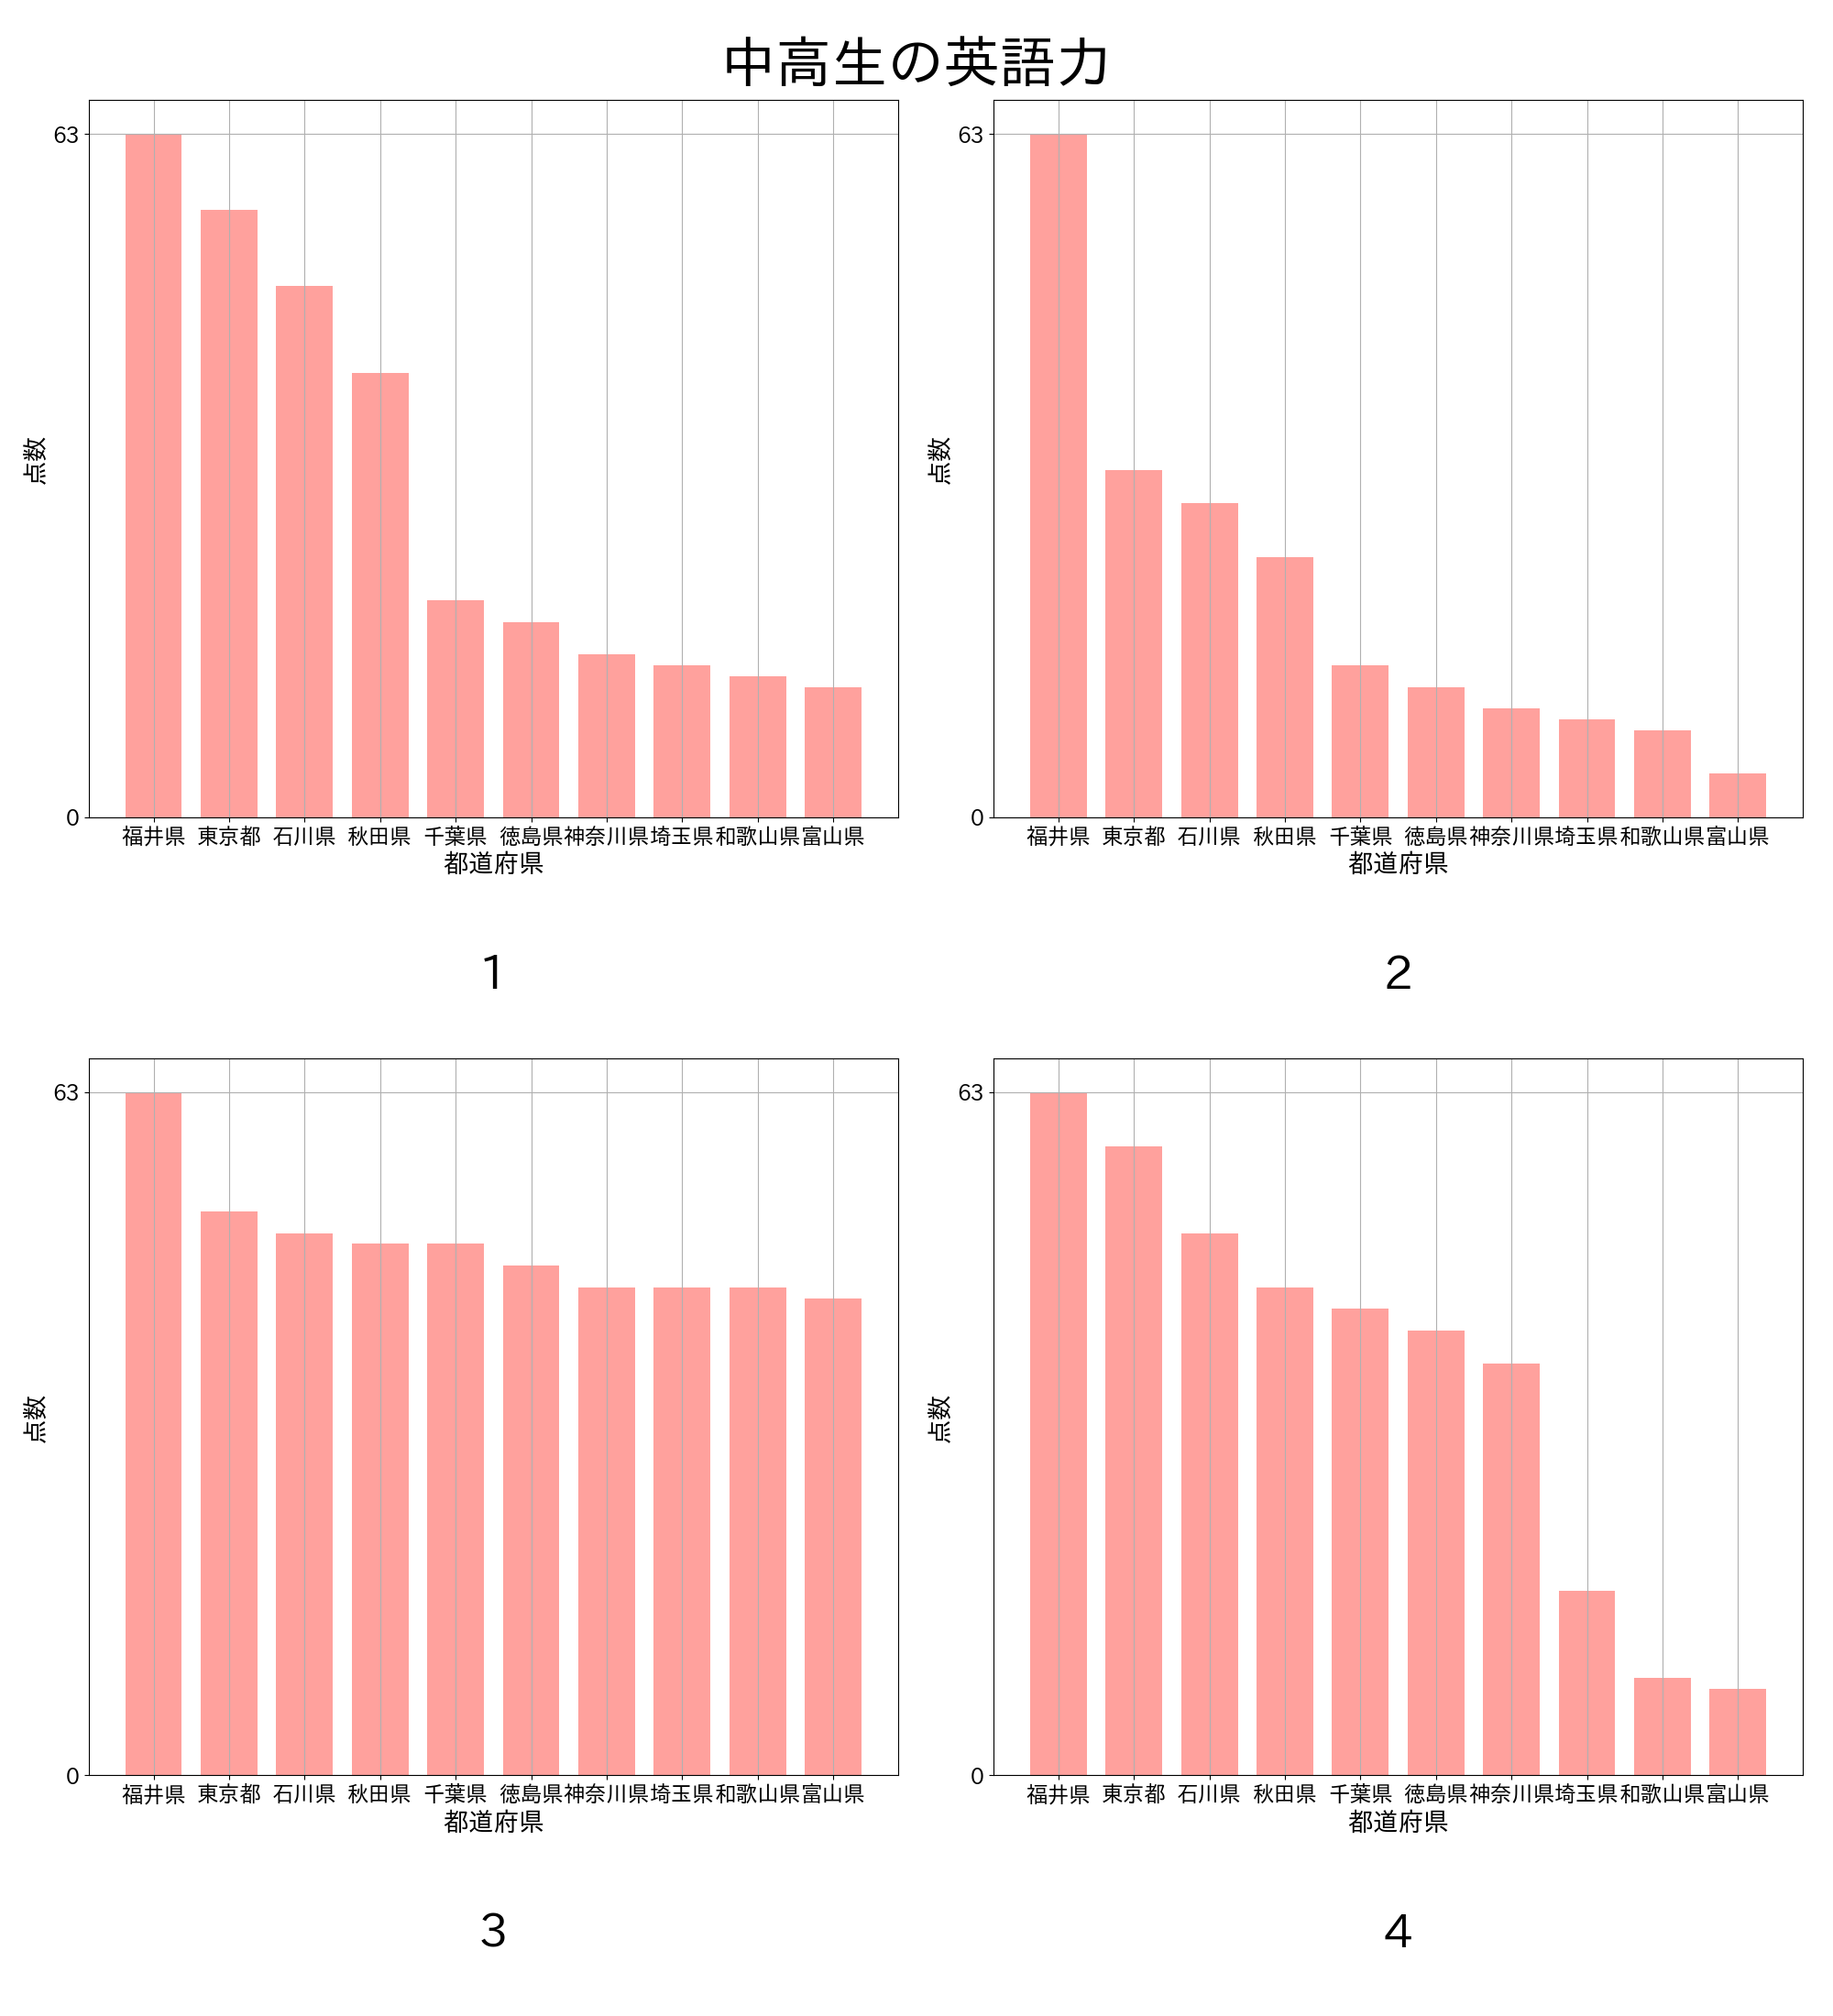 中高生の英語力
63
点数
0
福井県 東京都 石川県 秋田県 千葉県 徳島県 神奈川県 埼玉県 和歌山県 富山県
都道府県
1
63
点数
0
福井県 東京都 石川県 秋田県 千葉県 徳島県 神奈川県 埼玉県 和歌山県 富山県
都道府県
2
63
点数
0
福井県 東京都 石川県 秋田県 千葉県 徳島県 神奈川県 埼玉県 和歌山県 富山県
都道府県
3
63
点数
0
福井県 東京都 石川県 秋田県 千葉県 徳島県 神奈川県 埼玉県 和歌山県 富山県
都道府県
4